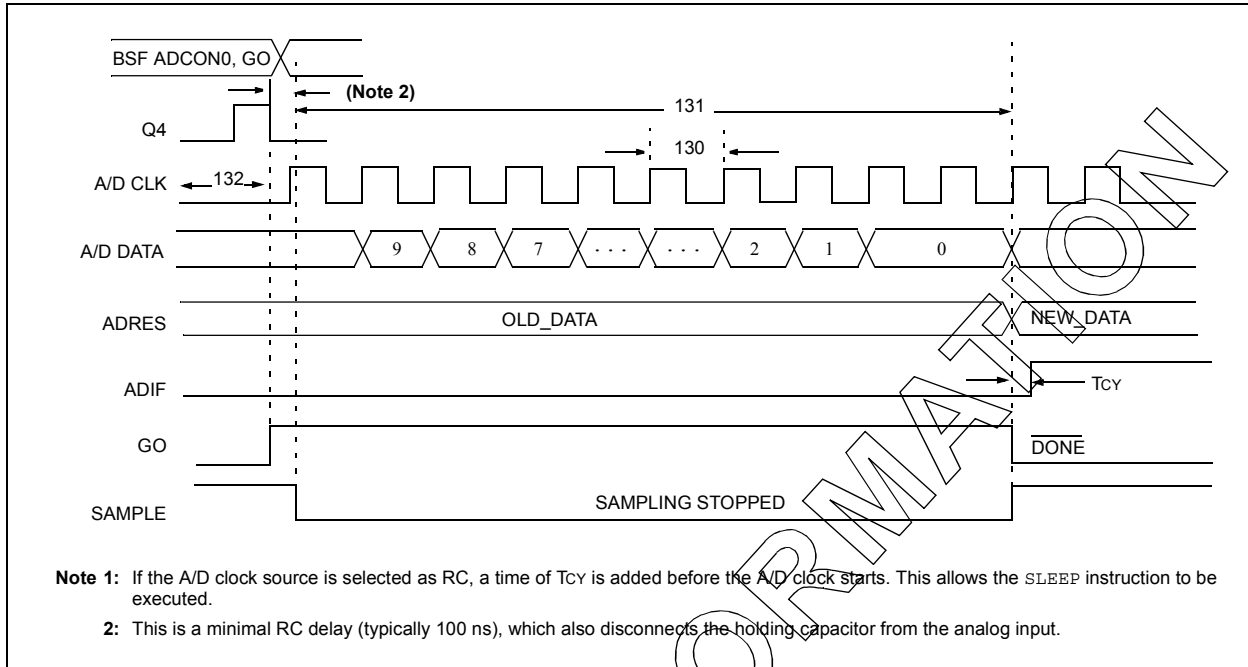 BSF ADCON0, GO
(Note 2)
131
Q4
130
A/D CLK
132
A/D DATA
9 8 7 . . . . . . 2 1 0
ADRES
OLD_DATA
NEW_DATA
ADIF
TCY
GO
DONE
SAMPLING STOPPED
SAMPLE
Note 1: If the A/D clock source is selected as RC, a time of TCY is added before the A/D clock starts. This allows the SLEEP instruction to be
executed.
2: This is a minimal RC delay (typically 100 ns), which also disconnects the holding capacitor from the analog input.
ORMATION